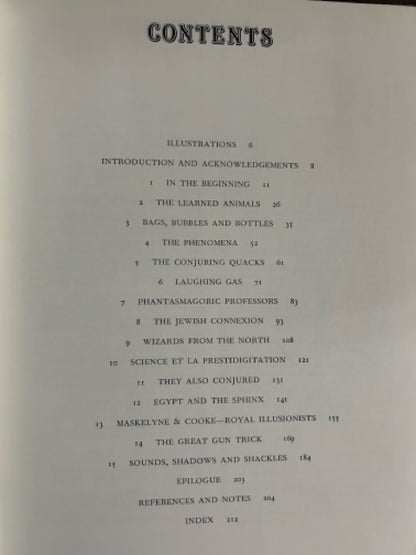 CONTENTS
ILLUSTRATIONS 6
INTRODUCTION AND ACKNOWLEDGEMENTS 8
1 IN THE BEGINNING 11
2 THE LEARNED ANIMALS 26
3 BAGS, BUBBLES AND BOTTLES 35
4 THE PHENOMENA 52
5 THE CONJURING QUACKS 61
6 LAUGHING GAS 71
7 PHANTASMAGORIC PROFESSORS 83
8 THE JEWISH CONNEXION 93
9 WIZARDS FROM THE NORTH 108
10 SCIENCE ET LA PRESTIDIGITATION 121
11 THEY ALSO CONJURED 131
12 EGYPT AND THE SPHINX 141
13 MASKELYNE & COOKE—ROYAL ILLUSIONISTS 155
14 THE GREAT GUN TRICK 169
15 SOUNDS, SHADOWS AND SHACKLES 184
EPILOGUE 203
REFERENCES AND NOTES 204
INDEX 212